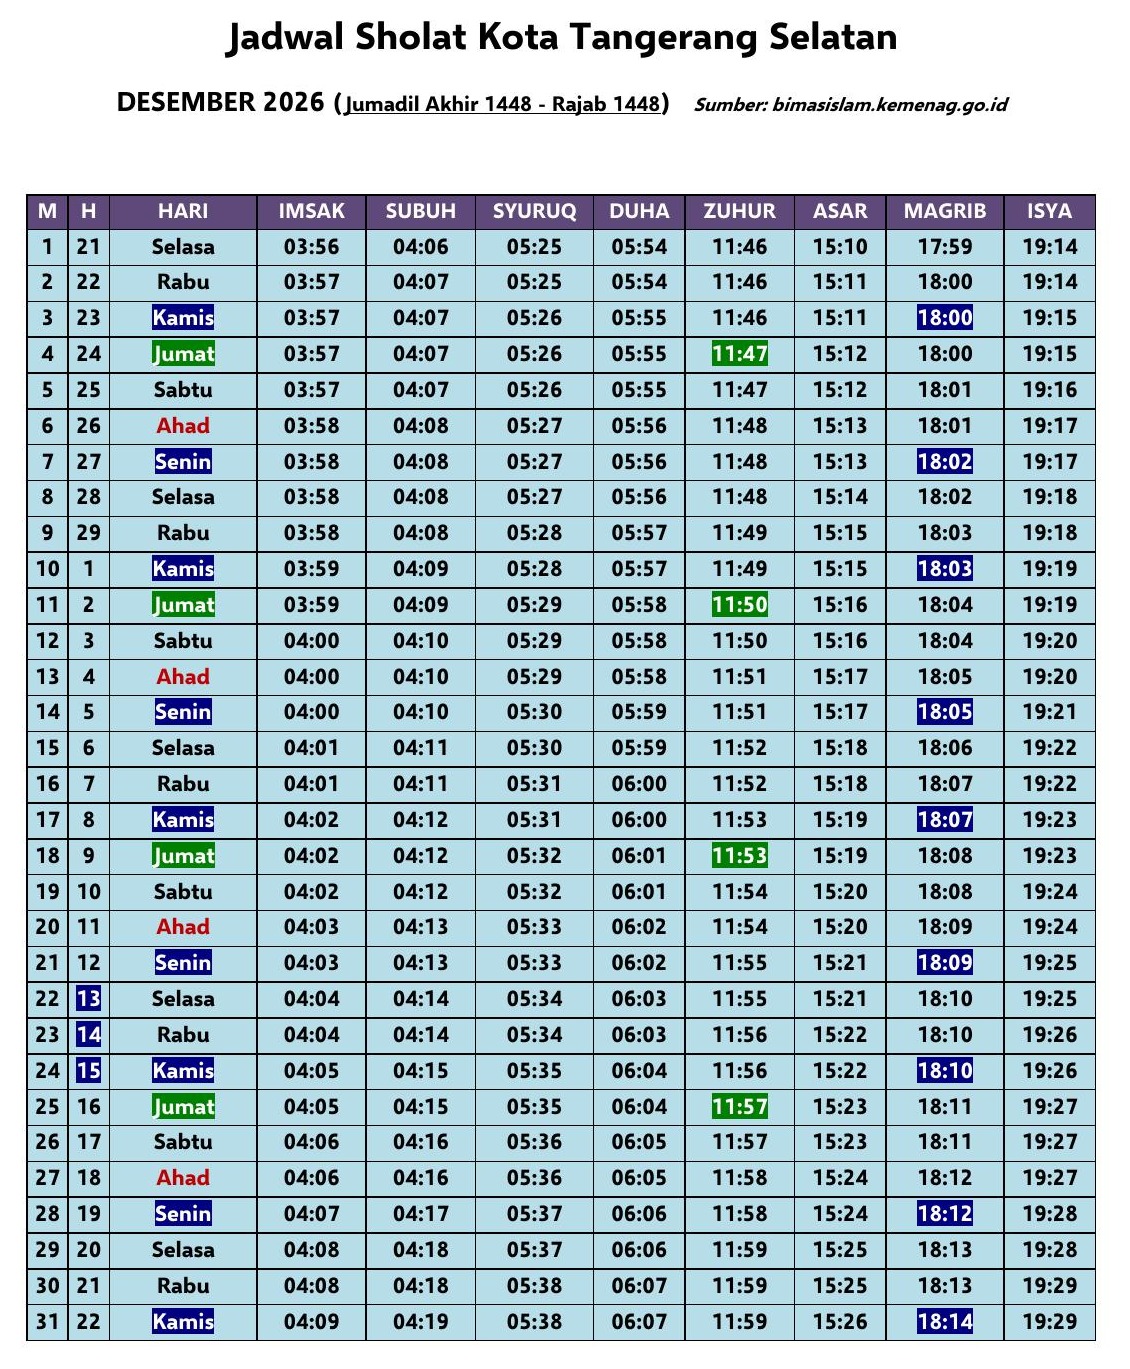 Jadwal Sholat Kota Tangerang Selatan
DESEMBER 2026 (Jumadil Akhir 1448 - Rajab 1448) Sumber: bimasislam.kemenag.go.id
M H HARI IMSAK SUBUH SYURUQ DUHA ZUHUR ASAR MAGRIB ISYA
1 21 Selasa 03:56 04:06 05:25 05:54 11:46 15:10 17:59 19:14
2 22 Rabu 03:57 04:07 05:25 05:54 11:46 15:11 18:00 19:14
3 23 Kamis 03:57 04:07 05:26 05:55 11:46 15:11 18:00 19:15
4 24 Jumat 03:57 04:07 05:26 05:55 11:47 15:12 18:00 19:15
5 25 Sabtu 03:57 04:07 05:26 05:55 11:47 15:12 18:01 19:16
6 26 Ahad 03:58 04:08 05:27 05:56 11:48 15:13 18:01 19:17
7 27 Senin 03:58 04:08 05:27 05:56 11:48 15:13 18:02 19:17
8 28 Selasa 03:58 04:08 05:27 05:56 11:48 15:14 18:02 19:18
9 29 Rabu 03:58 04:08 05:28 05:57 11:49 15:15 18:03 19:18
10 1 Kamis 03:59 04:09 05:28 05:57 11:49 15:15 18:03 19:19
11 2 Jumat 03:59 04:09 05:29 05:58 11:50 15:16 18:04 19:19
12 3 Sabtu 04:00 04:10 05:29 05:58 11:50 15:16 18:04 19:20
13 4 Ahad 04:00 04:10 05:29 05:58 11:51 15:17 18:05 19:20
14 5 Senin 04:00 04:10 05:30 05:59 11:51 15:17 18:05 19:21
15 6 Selasa 04:01 04:11 05:30 05:59 11:52 15:18 18:06 19:22
16 7 Rabu 04:01 04:11 05:31 06:00 11:52 15:18 18:07 19:22
17 8 Kamis 04:02 04:12 05:31 06:00 11:53 15:19 18:07 19:23
18 9 Jumat 04:02 04:12 05:32 06:01 11:53 15:19 18:08 19:23
19 10 Sabtu 04:02 04:12 05:32 06:01 11:54 15:20 18:08 19:24
20 11 Ahad 04:03 04:13 05:33 06:02 11:54 15:20 18:09 19:24
21 12 Senin 04:03 04:13 05:33 06:02 11:55 15:21 18:09 19:25
22 13 Selasa 04:04 04:14 05:34 06:03 11:55 15:21 18:10 19:25
23 14 Rabu 04:04 04:14 05:34 06:03 11:56 15:22 18:10 19:26
24 15 Kamis 04:05 04:15 05:35 06:04 11:56 15:22 18:10 19:26
25 16 Jumat 04:05 04:15 05:35 06:04 11:57 15:23 18:11 19:27
26 17 Sabtu 04:06 04:16 05:36 06:05 11:57 15:23 18:11 19:27
27 18 Ahad 04:06 04:16 05:36 06:05 11:58 15:24 18:12 19:27
28 19 Senin 04:07 04:17 05:37 06:06 11:58 15:24 18:12 19:28
29 20 Selasa 04:08 04:18 05:37 06:06 11:59 15:25 18:13 19:28
30 21 Rabu 04:08 04:18 05:38 06:07 11:59 15:25 18:13 19:29
31 22 Kamis 04:09 04:19 05:38 06:07 11:59 15:26 18:14 19:29